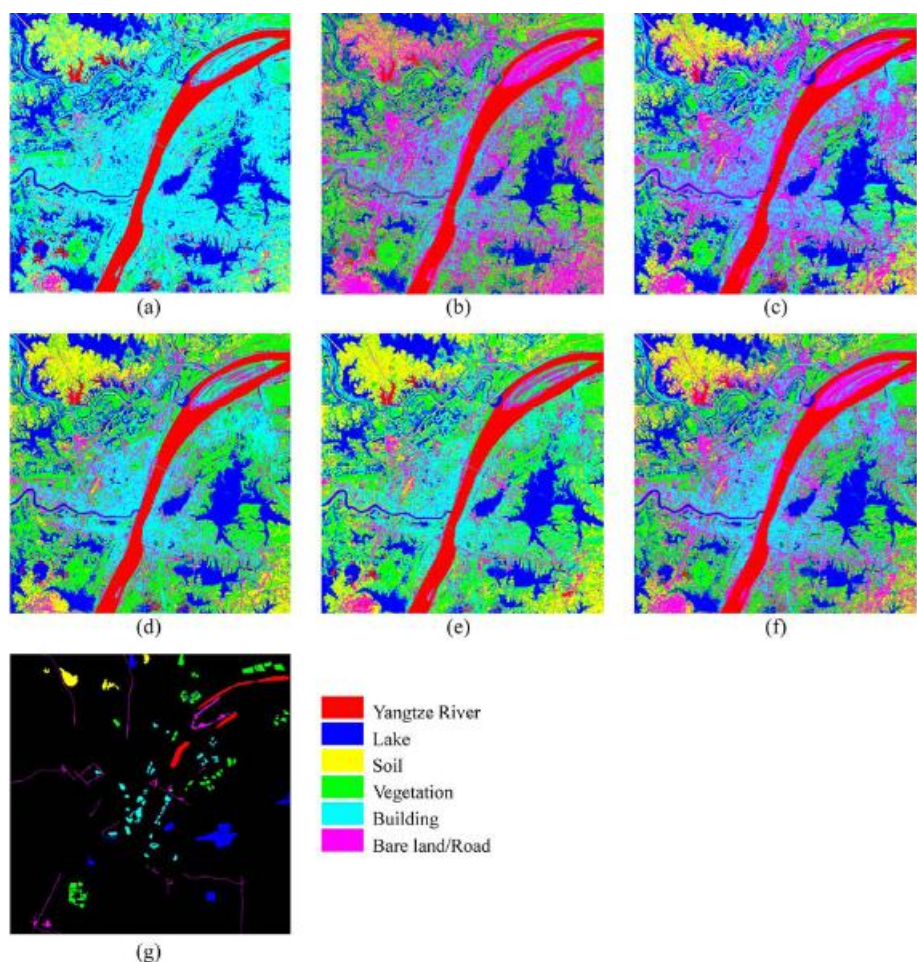 (a) (b) (c)
(d) (e) (f)
Yangtze River
Lake
Soil
Vegetation
Building
Bare land/Road
(g)